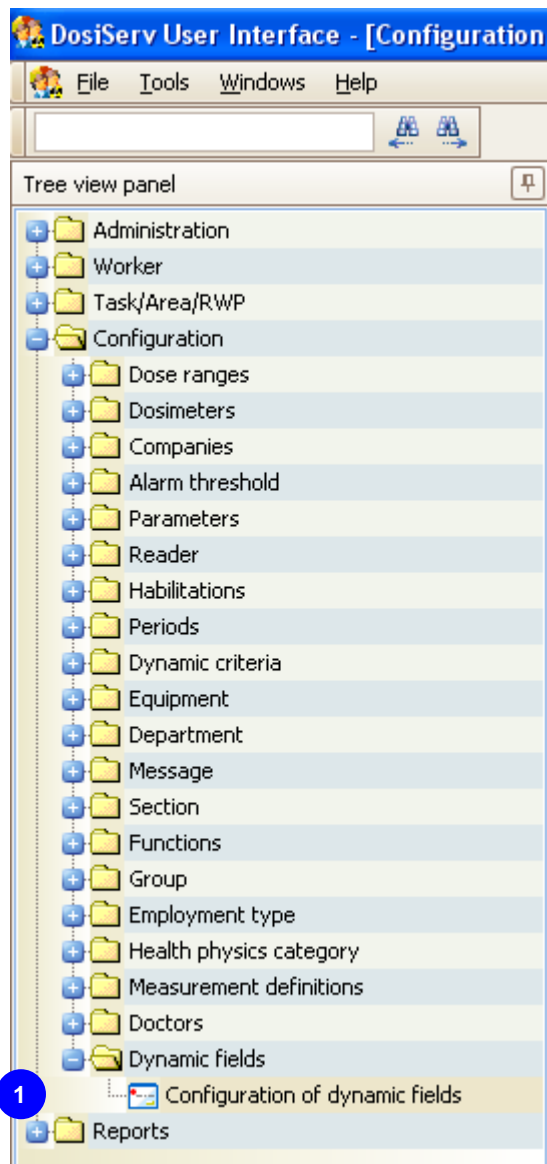 DosiServ User Interface - [Configuration
File Tools Windows Help
Tree view panel
Administration
Worker
Task/Area/RWP
Configuration
Dose ranges
Dosimeters
Companies
Alarm threshold
Parameters
Reader
Habilitations
Periods
Dynamic criteria
Equipment
Department
Message
Section
Functions
Group
Employment type
Health physics category
Measurement definitions
Doctors
Dynamic fields
1 Configuration of dynamic fields
Reports